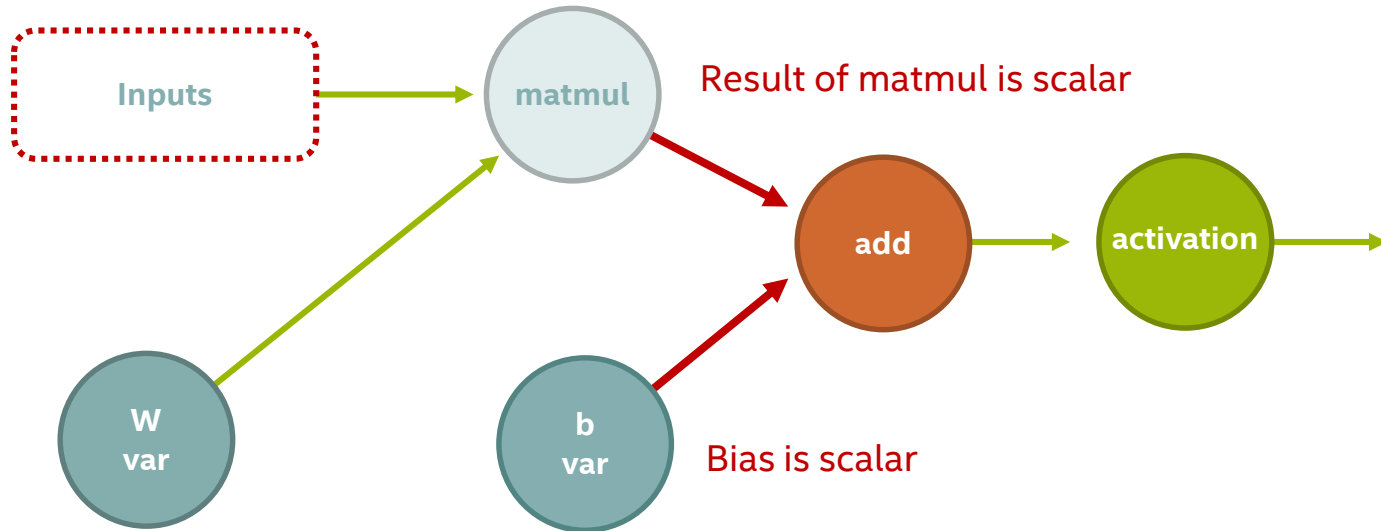 Inputs
matmul
Result of matmul is scalar
add
activation
W
var
b
var
Bias is scalar